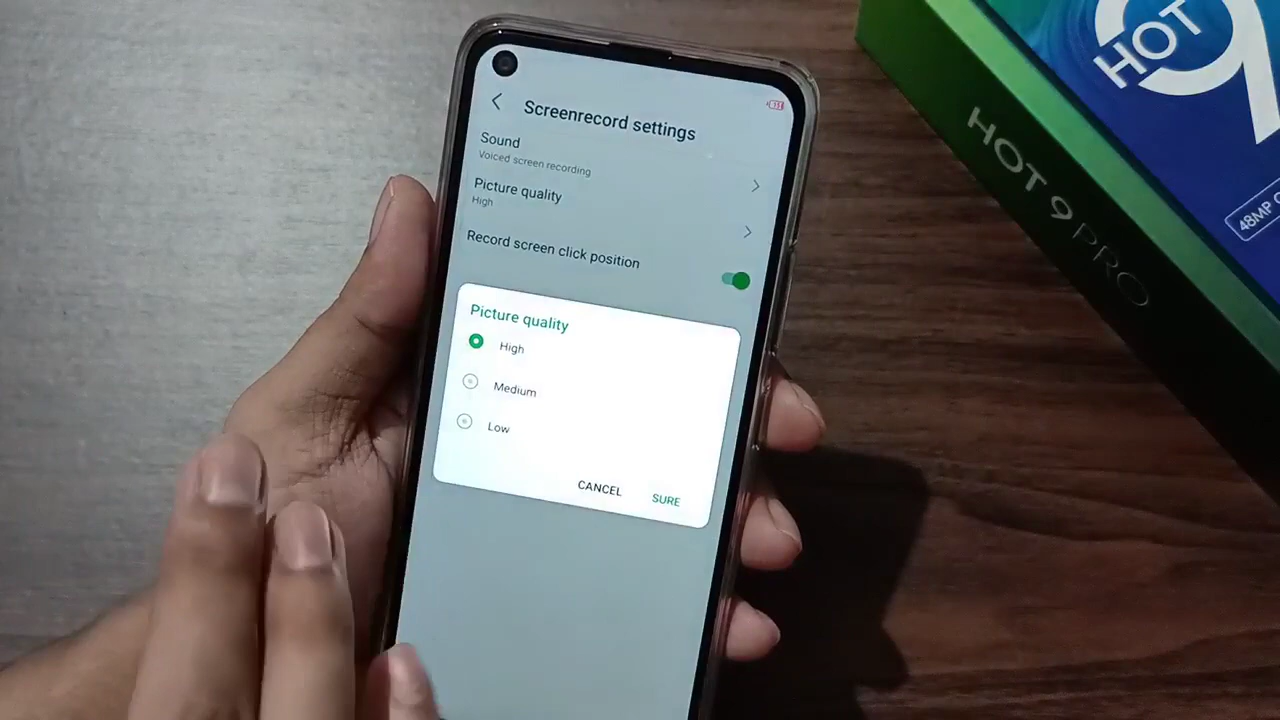 Screenrecord settings
Sound
Voiced screen recording
Picture quality
High
Record screen click position
Picture quality
High
Medium
Low
CANCEL
SURE
HOT 9
HOT 9 PRO
48MP